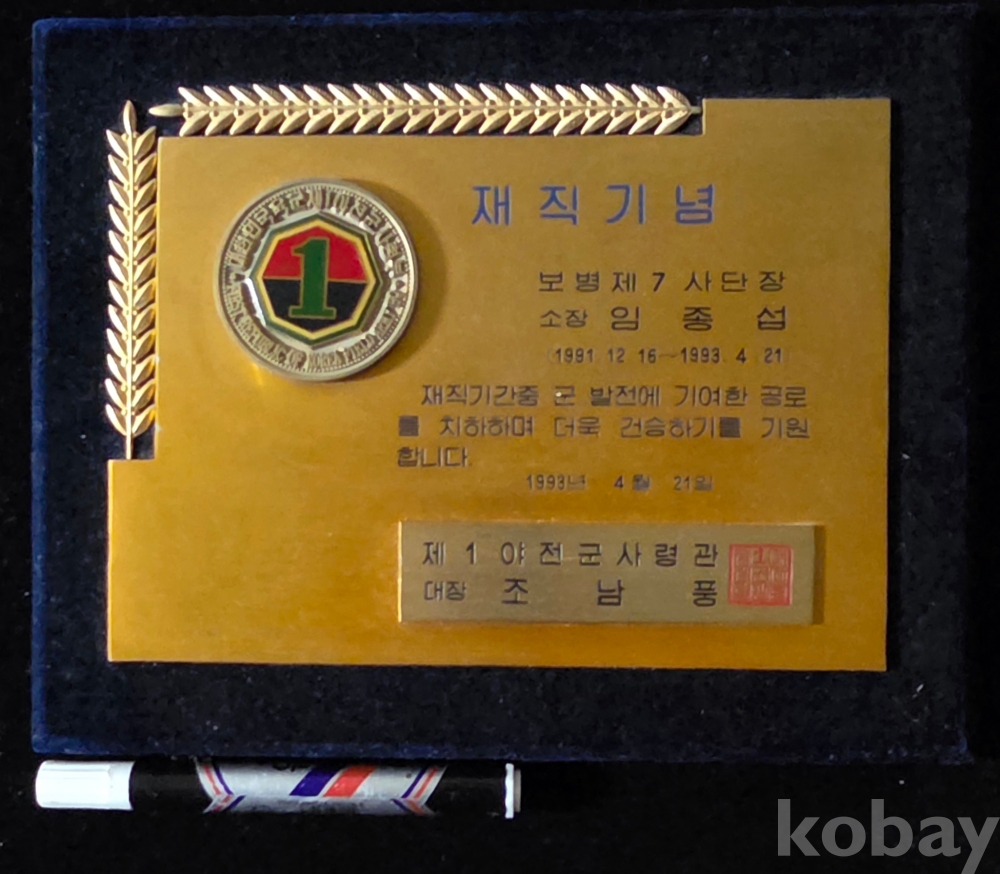 재직기념
보병제 7 사단장
소장 임 종 섭
(1991. 12. 16~1993. 4. 21)
재직기간중 군 발전에 기여한 공로
를 치하하며 더욱 건승하기를 기원
합니다.
1993년 4월 21일
제 1 야전군사령관
대장 조 남 풍
1
kobay